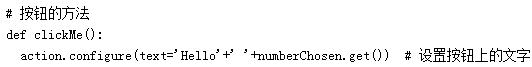 # 按钮的方法
def clickMe():
  action.configure(text='Hello'+' '+numberChosen.get())  # 设置按钮上的文字